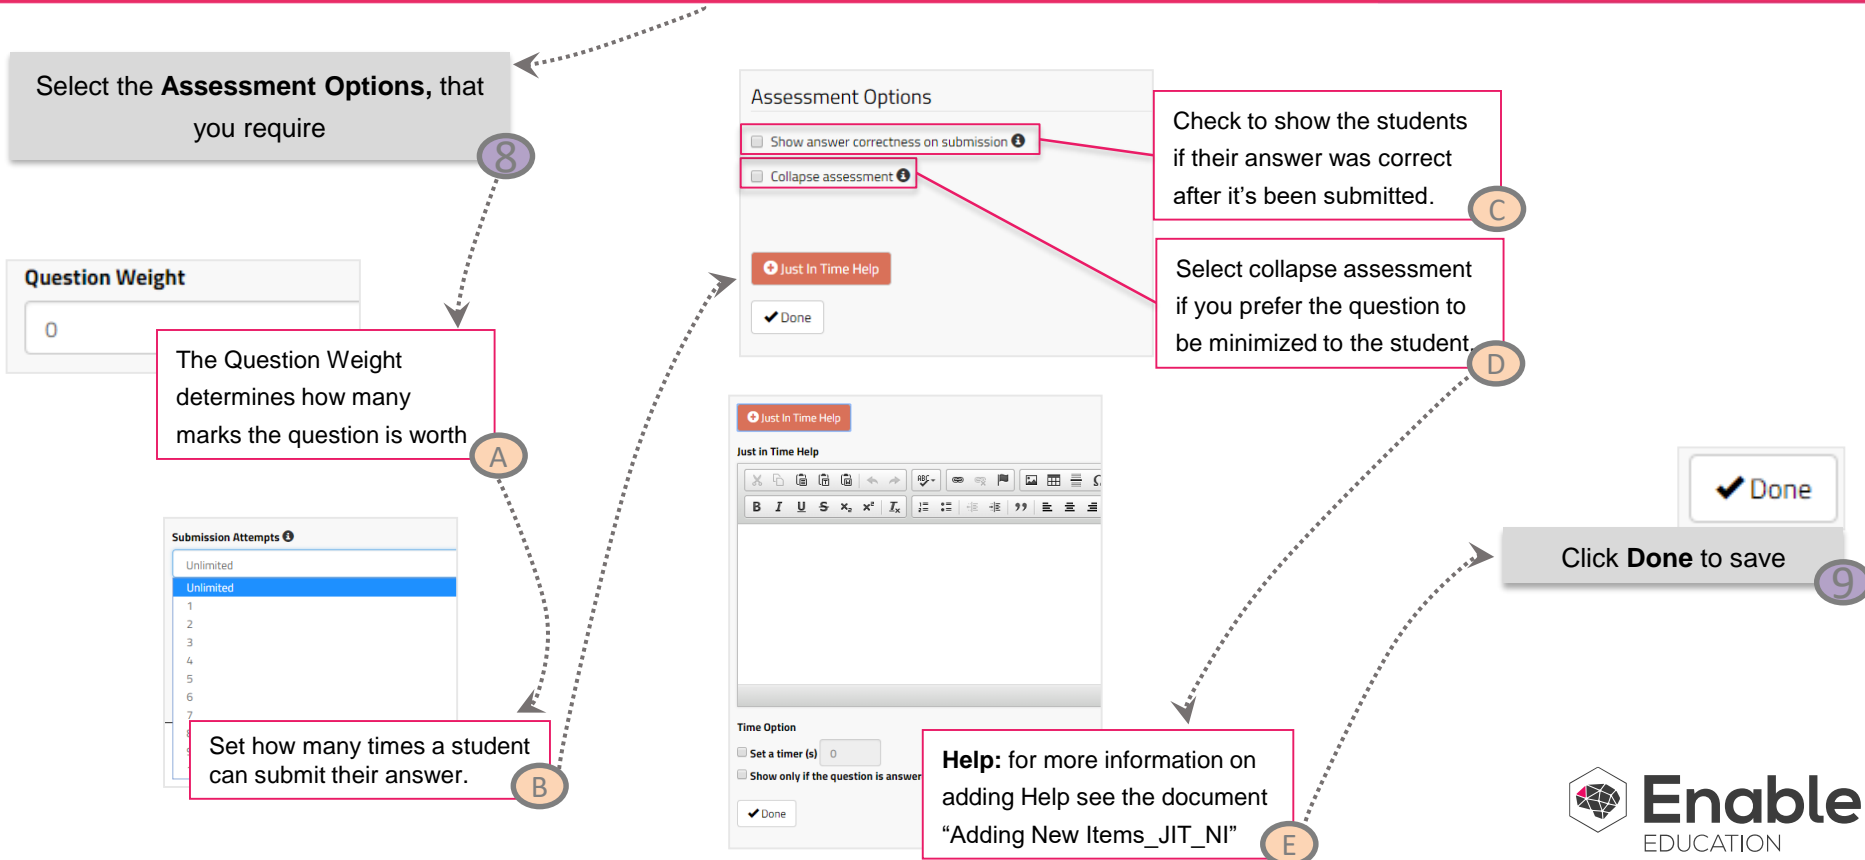 Select the Assessment Options, that
you require
8
Question Weight
0
The Question Weight
determines how many
marks the question is worth
A
Submission Attempts
Unlimited
Unlimited
1
2
3
4
5
6
7
Set how many times a student
can submit their answer.
B
Assessment Options
Show answer correctness on submission
Collapse assessment
Just In Time Help
Done
Check to show the students
if their answer was correct
after it's been submitted.
C
Select collapse assessment
if you prefer the question to
be minimized to the student.
D
Just In Time Help
Just in Time Help
ABC
Ω
B I U S x₂ x² Tx
Time Option
Set a timer (s) 0
Show only if the question is answer
Done
Help: for more information on
adding Help see the document
“Adding New Items_JIT_NI”
E
Done
Click Done to save
9
Enable
EDUCATION